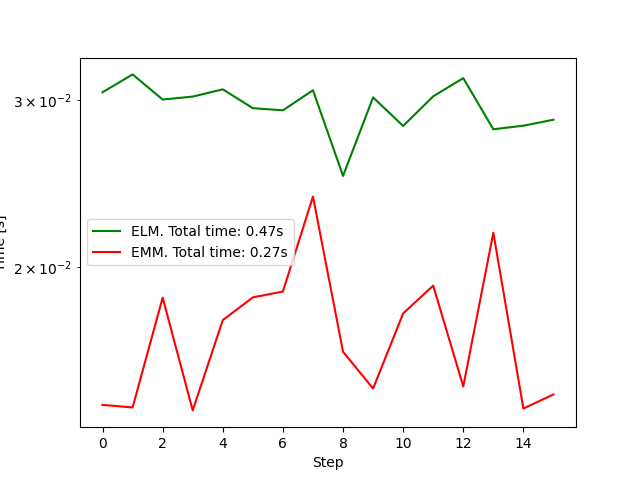 3 × 10⁻²
2 × 10⁻²
Time [s]
ELM. Total time: 0.47s
EMM. Total time: 0.27s
0 2 4 6 8 10 12 14
Step